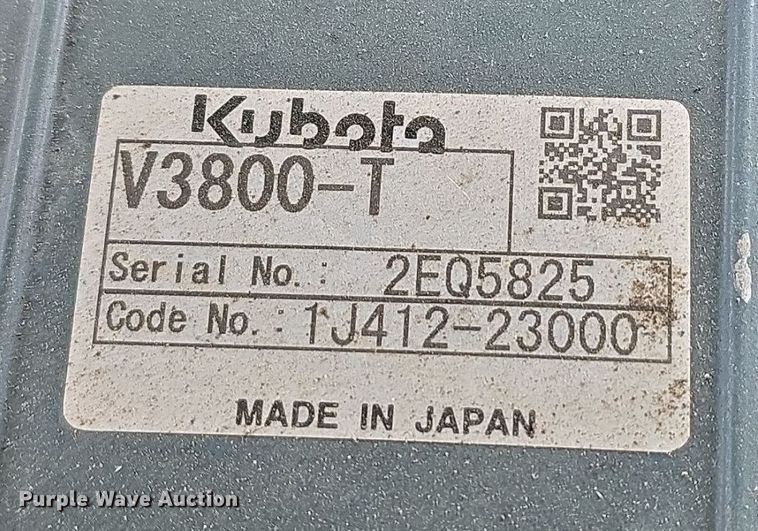 Kubota
V3800-T
Serial No.: 2EQ5825
Code No.: 1J412-23000
MADE IN JAPAN
Purple Wave Auction